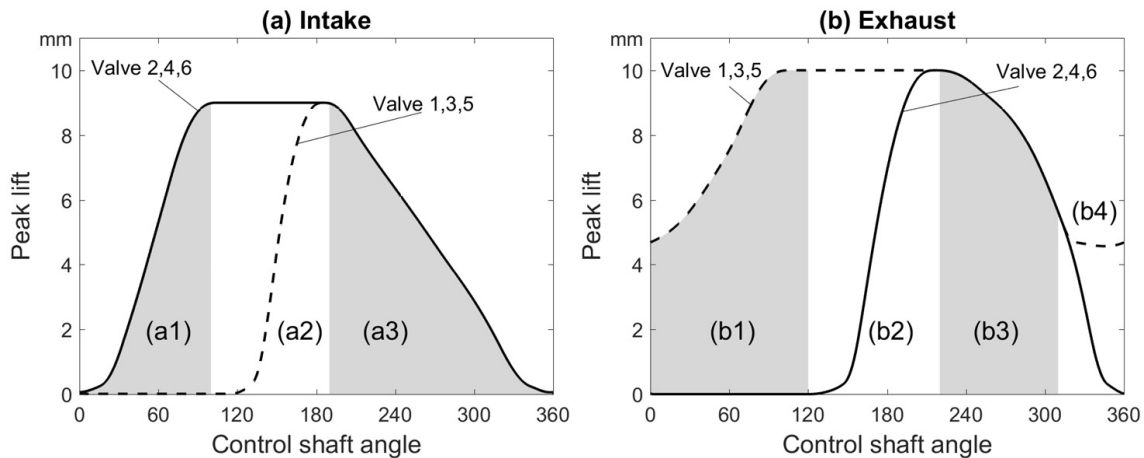 (a) Intake
mm
10
8
6
4
2
0
Peak lift
Valve 2,4,6
Valve 1,3,5
(a1)
(a2)
(a3)
0 60 120 180 240 300 360
Control shaft angle
(b) Exhaust
mm
10
8
6
4
2
0
Peak lift
Valve 1,3,5
Valve 2,4,6
(b4)
(b1)
(b2)
(b3)
0 60 120 180 240 300 360
Control shaft angle